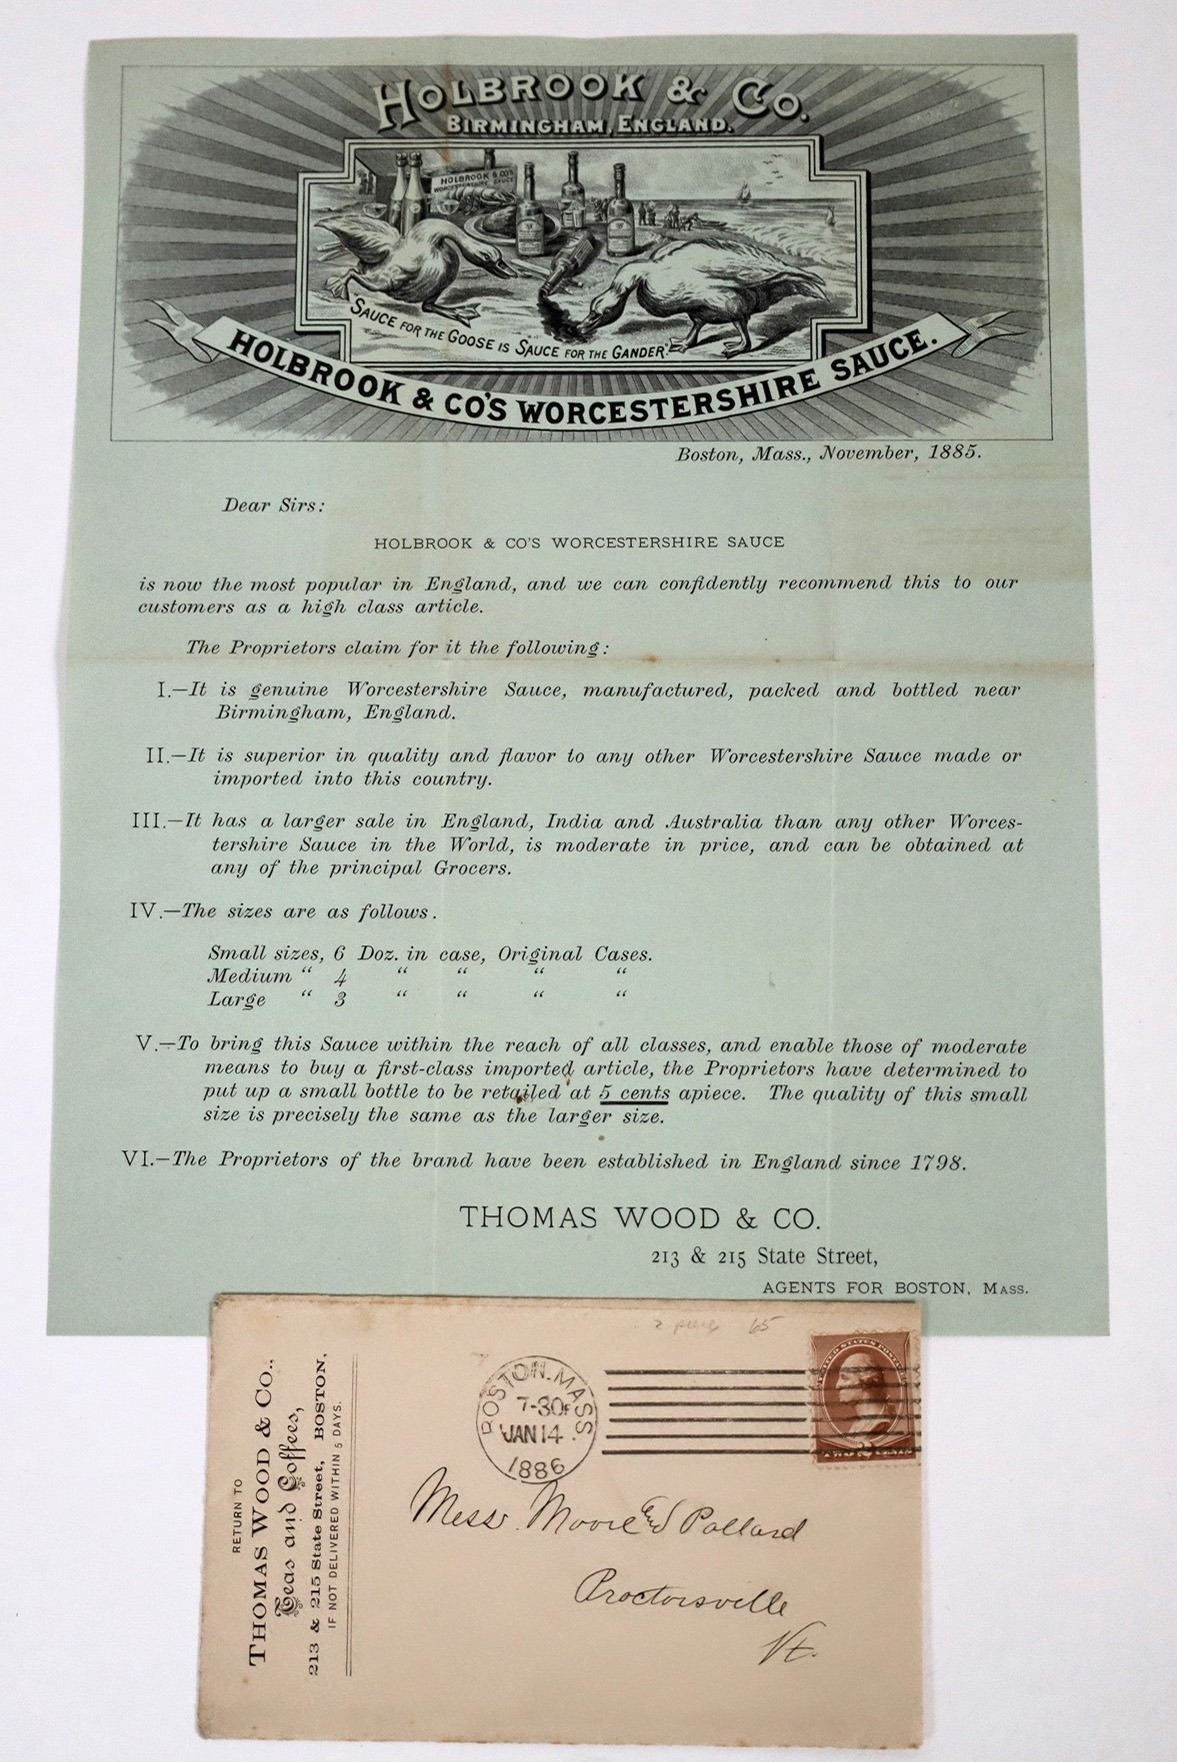 HOLBROOK & CO.
BIRMINGHAM, ENGLAND.
HOLBROOK & CO'S
WORCESTERSHIRE SAUCE
"SAUCE FOR THE GOOSE IS SAUCE FOR THE GANDER."
HOLBROOK & CO'S WORCESTERSHIRE SAUCE.
Boston, Mass., November, 1885.
Dear Sirs:
HOLBROOK & CO'S WORCESTERSHIRE SAUCE
is now the most popular in England, and we can confidently recommend this to our
customers as a high class article.
The Proprietors claim for it the following:
I.—It is genuine Worcestershire Sauce, manufactured, packed and bottled near
Birmingham, England.
II.—It is superior in quality and flavor to any other Worcestershire Sauce made or
imported into this country.
III.—It has a larger sale in England, India and Australia than any other Worces-
tershire Sauce in the World, is moderate in price, and can be obtained at
any of the principal Grocers.
IV.—The sizes are as follows.
Small sizes, 6 Doz. in case, Original Cases.
Medium “ 4 “ “ “ “
Large “ 3 “ “ “ “
V.—To bring this Sauce within the reach of all classes, and enable those of moderate
means to buy a first-class imported article, the Proprietors have determined to
put up a small bottle to be retailed at 5 cents apiece. The quality of this small
size is precisely the same as the larger size.
VI.—The Proprietors of the brand have been established in England since 1798.
THOMAS WOOD & CO.
213 & 215 State Street,
AGENTS FOR BOSTON, MASS.
RETURN TO
THOMAS WOOD & CO.,
Teas and Coffees,
213 & 215 State Street, BOSTON,
IF NOT DELIVERED WITHIN 5 DAYS.
65
BOSTON. MASS
7-30P
JAN 14
1886
Mess. Moore and Pollard
Proctorsville
Vt.